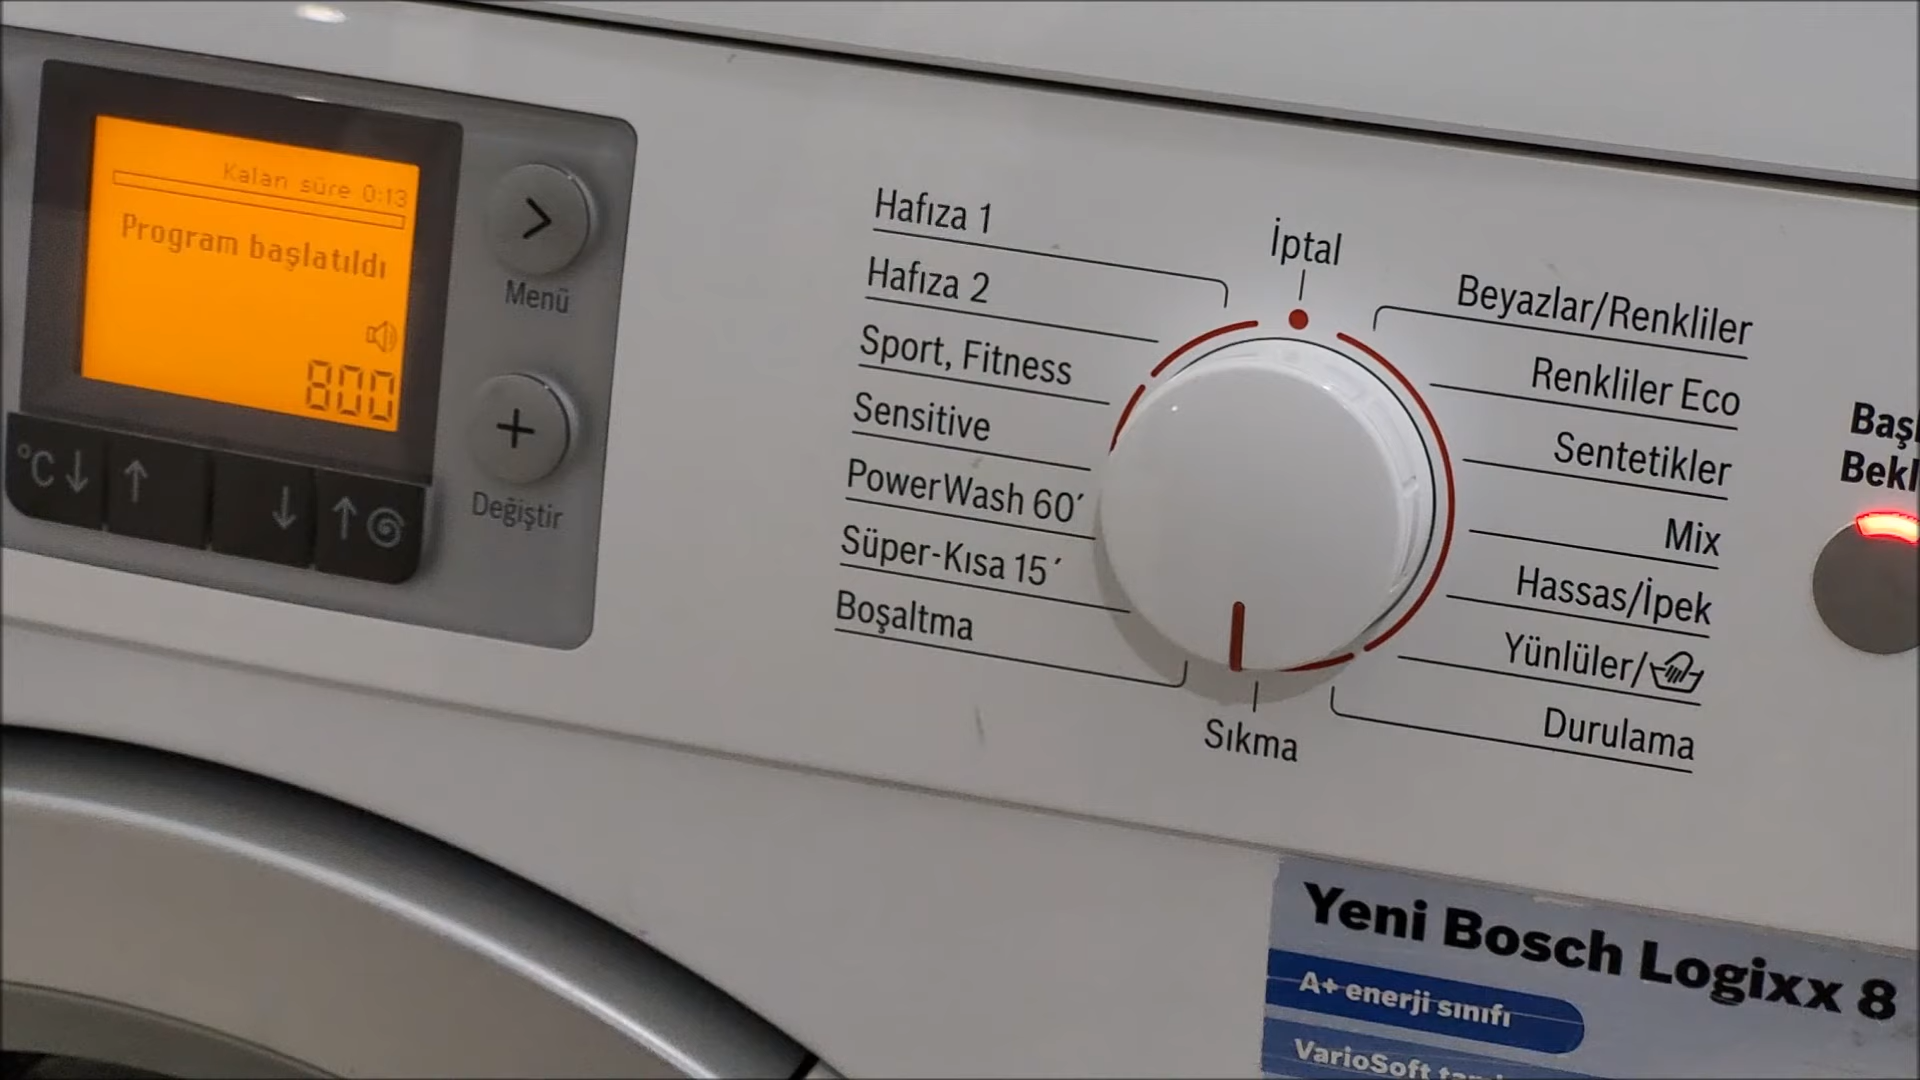 Kalan süre 0:13
Program başlatıldı
800
°C
Menü
+
Değiştir
Hafıza 1
Hafıza 2
Sport, Fitness
Sensitive
PowerWash 60′
Süper-Kısa 15′
Boşaltma
İptal
Sıkma
Beyazlar/Renkliler
Renkliler Eco
Sentetikler
Mix
Hassas/İpek
Yünlüler/
Durulama
Yeni Bosch Logixx 8
A+ enerji sınıfı
VarioSoft